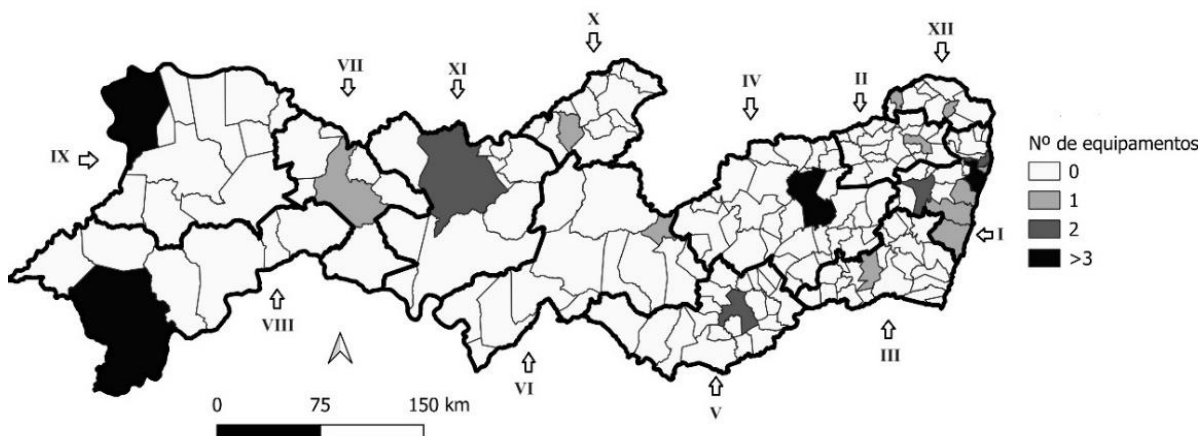 X
XII
VII
XI
IV
II
Nº de equipamentos
IX
0
1
2
>3
I
VIII
VI
III
V
0 75 150 km